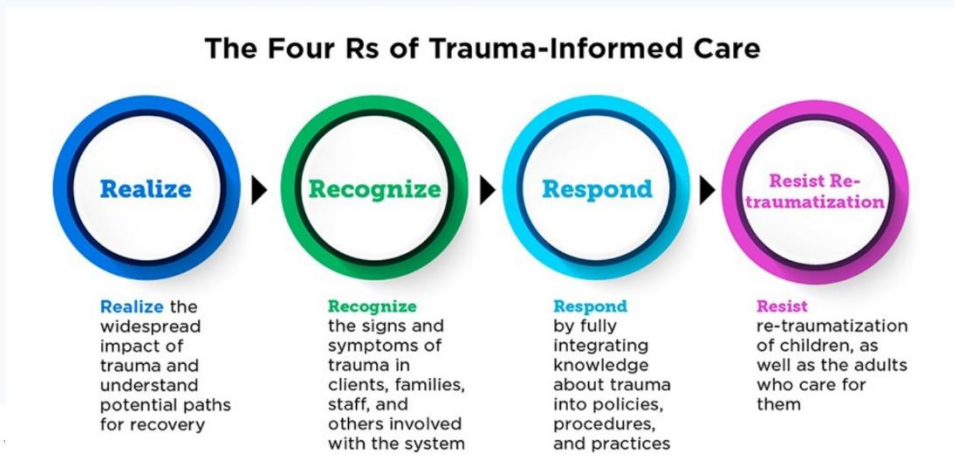 The Four Rs of Trauma-Informed Care
Realize
Recognize
Respond
Resist Re-
traumatization
Realize the
widespread
impact of
trauma and
understand
potential paths
for recovery
Recognize
the signs and
symptoms of
trauma in
clients, families,
staff, and
others involved
with the system
Respond
by fully
integrating
knowledge
about trauma
into policies,
procedures,
and practices
Resist
re-traumatization
of children, as
well as the adults
who care for
them